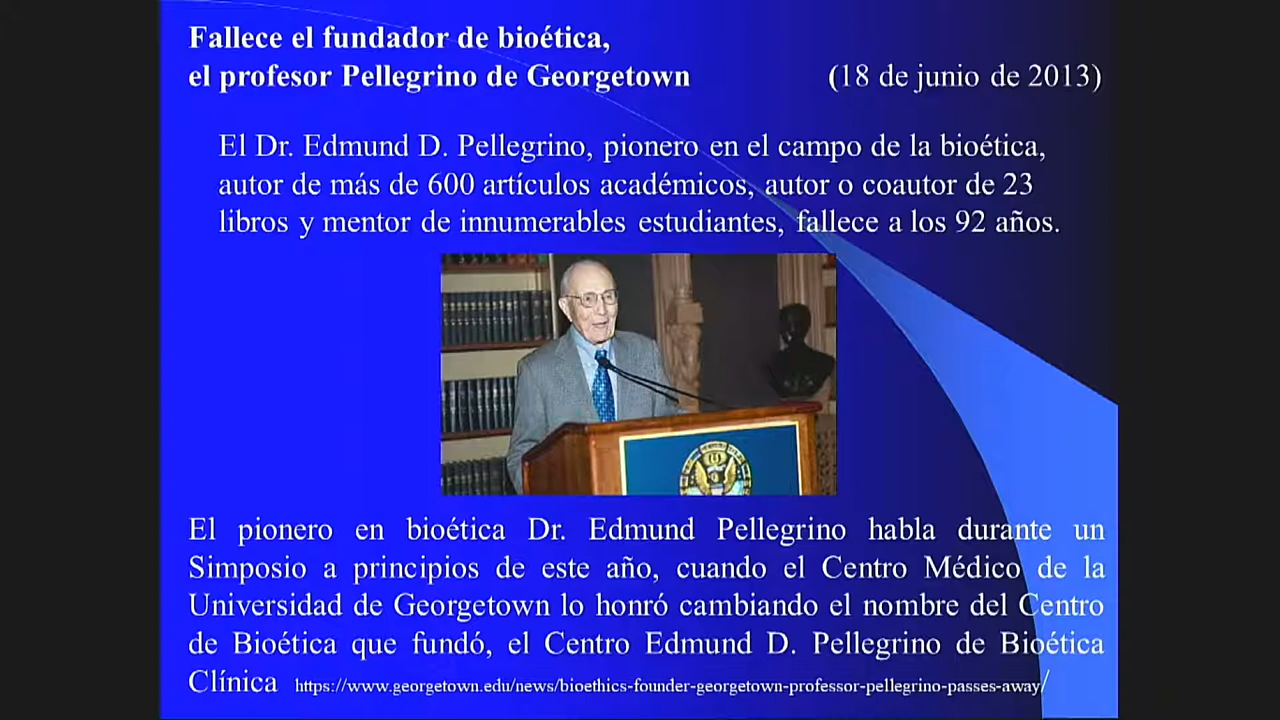 Fallece el fundador de bioética,
el profesor Pellegrino de Georgetown (18 de junio de 2013)
El Dr. Edmund D. Pellegrino, pionero en el campo de la bioética,
autor de más de 600 artículos académicos, autor o coautor de 23
libros y mentor de innumerables estudiantes, fallece a los 92 años.
El pionero en bioética Dr. Edmund Pellegrino habla durante un
Simposio a principios de este año, cuando el Centro Médico de la
Universidad de Georgetown lo honró cambiando el nombre del Centro
de Bioética que fundó, el Centro Edmund D. Pellegrino de Bioética
Clínica https://www.georgetown.edu/news/bioethics-founder-georgetown-professor-pellegrino-passes-away/